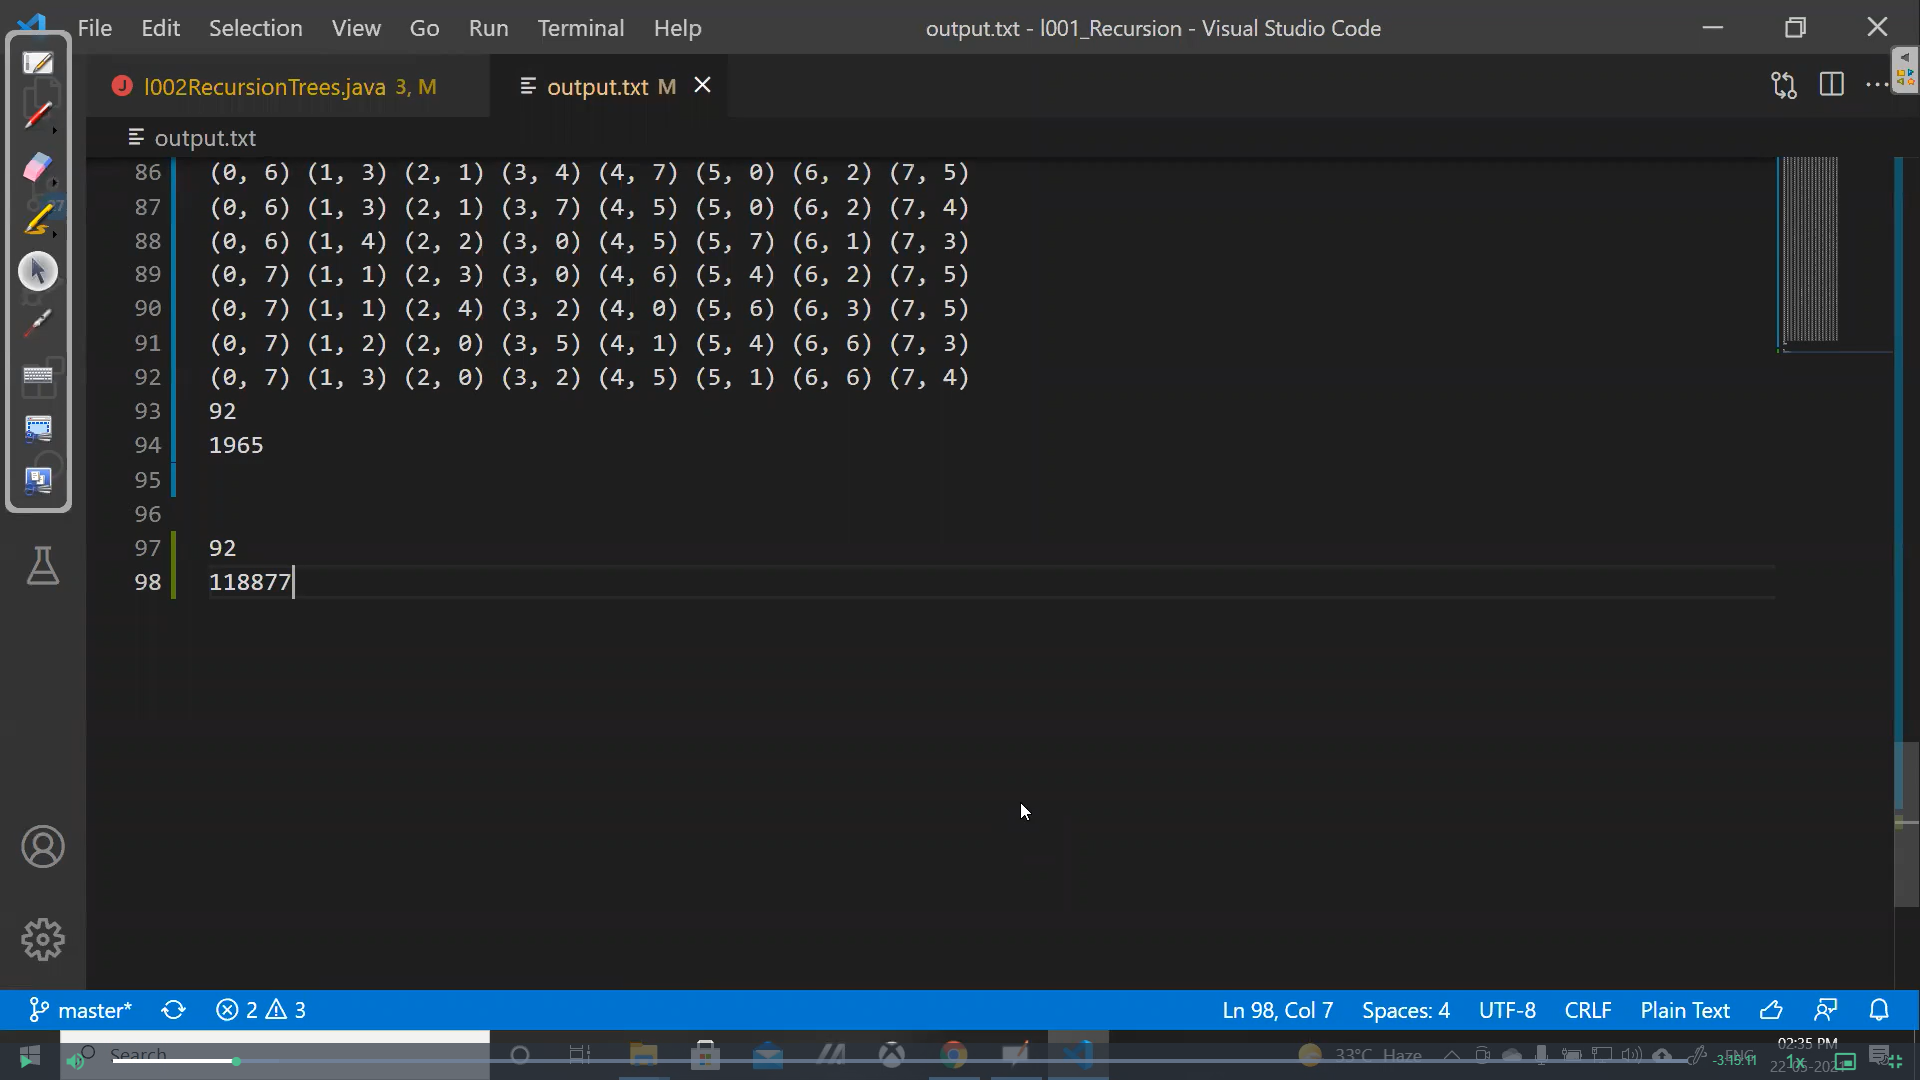 File Edit Selection View Go Run Terminal Help output.txt - l001_Recursion - Visual Studio Code
J l002RecursionTrees.java 3, M output.txt M
output.txt
86 (0, 6) (1, 3) (2, 1) (3, 4) (4, 7) (5, 0) (6, 2) (7, 5)
87 (0, 6) (1, 3) (2, 1) (3, 7) (4, 5) (5, 0) (6, 2) (7, 4)
88 (0, 6) (1, 4) (2, 2) (3, 0) (4, 5) (5, 7) (6, 1) (7, 3)
89 (0, 7) (1, 1) (2, 3) (3, 0) (4, 6) (5, 4) (6, 2) (7, 5)
90 (0, 7) (1, 1) (2, 4) (3, 2) (4, 0) (5, 6) (6, 3) (7, 5)
91 (0, 7) (1, 2) (2, 0) (3, 5) (4, 1) (5, 4) (6, 6) (7, 3)
92 (0, 7) (1, 3) (2, 0) (3, 2) (4, 5) (5, 1) (6, 6) (7, 4)
93 92
94 1965
95
96
97 92
98 118877
master* 2 3 Ln 98, Col 7 Spaces: 4 UTF-8 CRLF Plain Text
Search 33°C Haze ENG 02:35 PM
-3:15:11 1x